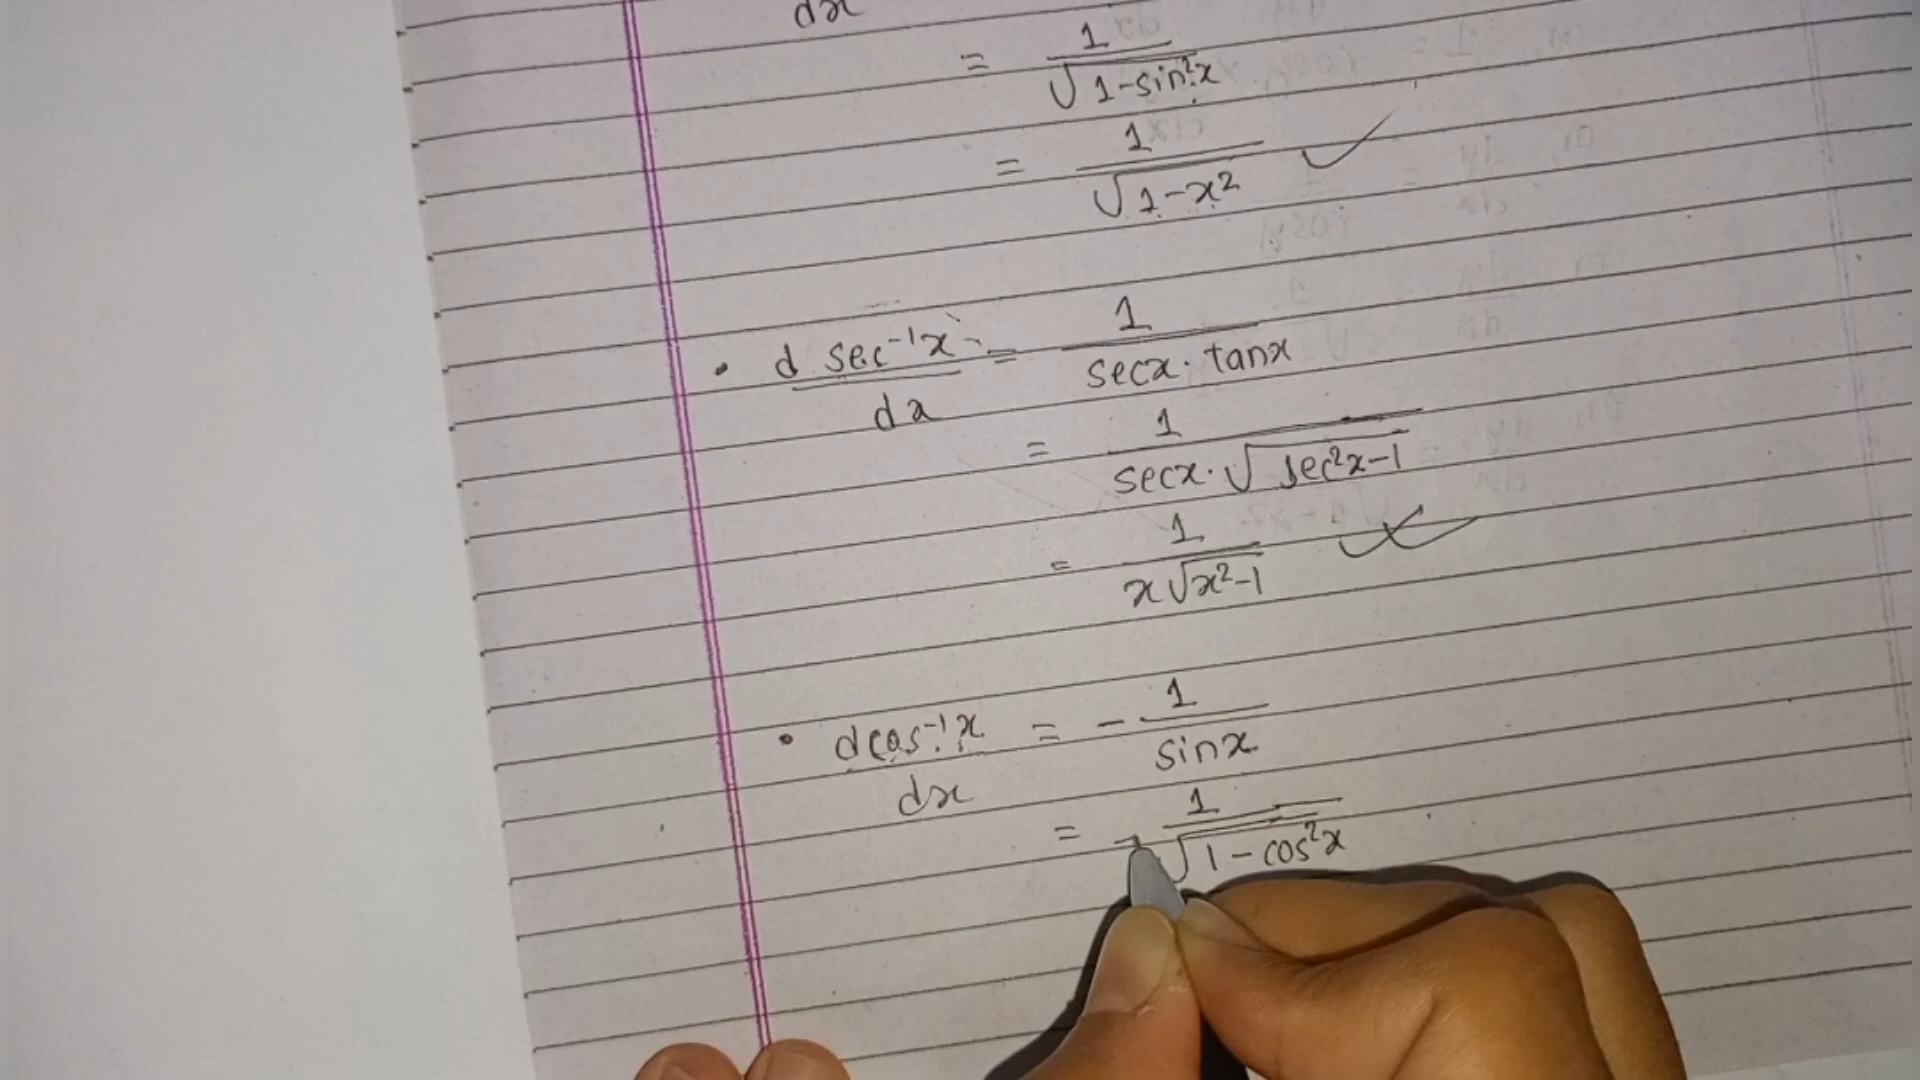 dx
= 1/√(1-sin²x)
= 1/√(1-x²) ✓
• d sec⁻¹x/dx = 1/(secx·tanx)
= 1/(secx·√(sec²x-1))
= 1/(x√(x²-1))
• dcos⁻¹x/dx = -1/sinx
= -1/√(1-cos²x)